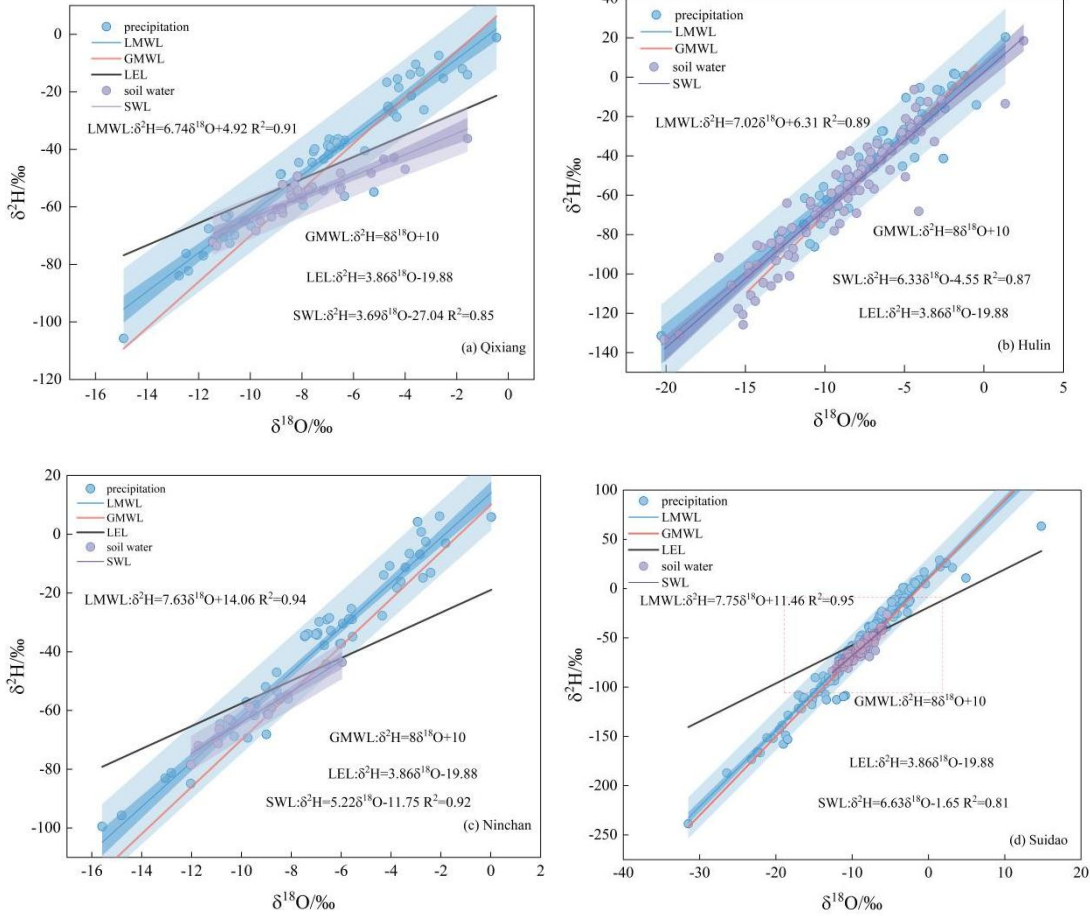 0
-20
-40
-60
-80
-100
-120
precipitation
LMWL
GMWL
LEL
soil water
SWL
LMWL:δ²H=6.74δ¹⁸O+4.92 R²=0.91
GMWL:δ²H=8δ¹⁸O+10
LEL:δ²H=3.86δ¹⁸O-19.88
SWL:δ²H=3.69δ¹⁸O-27.04 R²=0.85
(a) Qixiang
δ²H/‰
-16 -14 -12 -10 -8 -6 -4 -2 0
δ¹⁸O/‰
40
20
0
-20
-40
-60
-80
-100
-120
-140
precipitation
LMWL
GMWL
soil water
SWL
LMWL:δ²H=7.02δ¹⁸O+6.31 R²=0.89
GMWL:δ²H=8δ¹⁸O+10
SWL:δ²H=6.33δ¹⁸O-4.55 R²=0.87
LEL:δ²H=3.86δ¹⁸O-19.88
(b) Hulin
δ²H/‰
-20 -15 -10 -5 0 5
δ¹⁸O/‰
20
0
-20
-40
-60
-80
-100
precipitation
LMWL
GMWL
LEL
soil water
SWL
LMWL:δ²H=7.63δ¹⁸O+14.06 R²=0.94
GMWL:δ²H=8δ¹⁸O+10
LEL:δ²H=3.86δ¹⁸O-19.88
SWL:δ²H=5.22δ¹⁸O-11.75 R²=0.92
(c) Ninchan
δ²H/‰
-16 -14 -12 -10 -8 -6 -4 -2 0 2
δ¹⁸O/‰
100
50
0
-50
-100
-150
-200
-250
precipitation
LMWL
GMWL
LEL
soil water
SWL
LMWL:δ²H=7.75δ¹⁸O+11.46 R²=0.95
GMWL:δ²H=8δ¹⁸O+10
LEL:δ²H=3.86δ¹⁸O-19.88
SWL:δ²H=6.63δ¹⁸O-1.65 R²=0.81
(d) Suidao
δ²H/‰
-40 -30 -20 -10 0 10 20
δ¹⁸O/‰